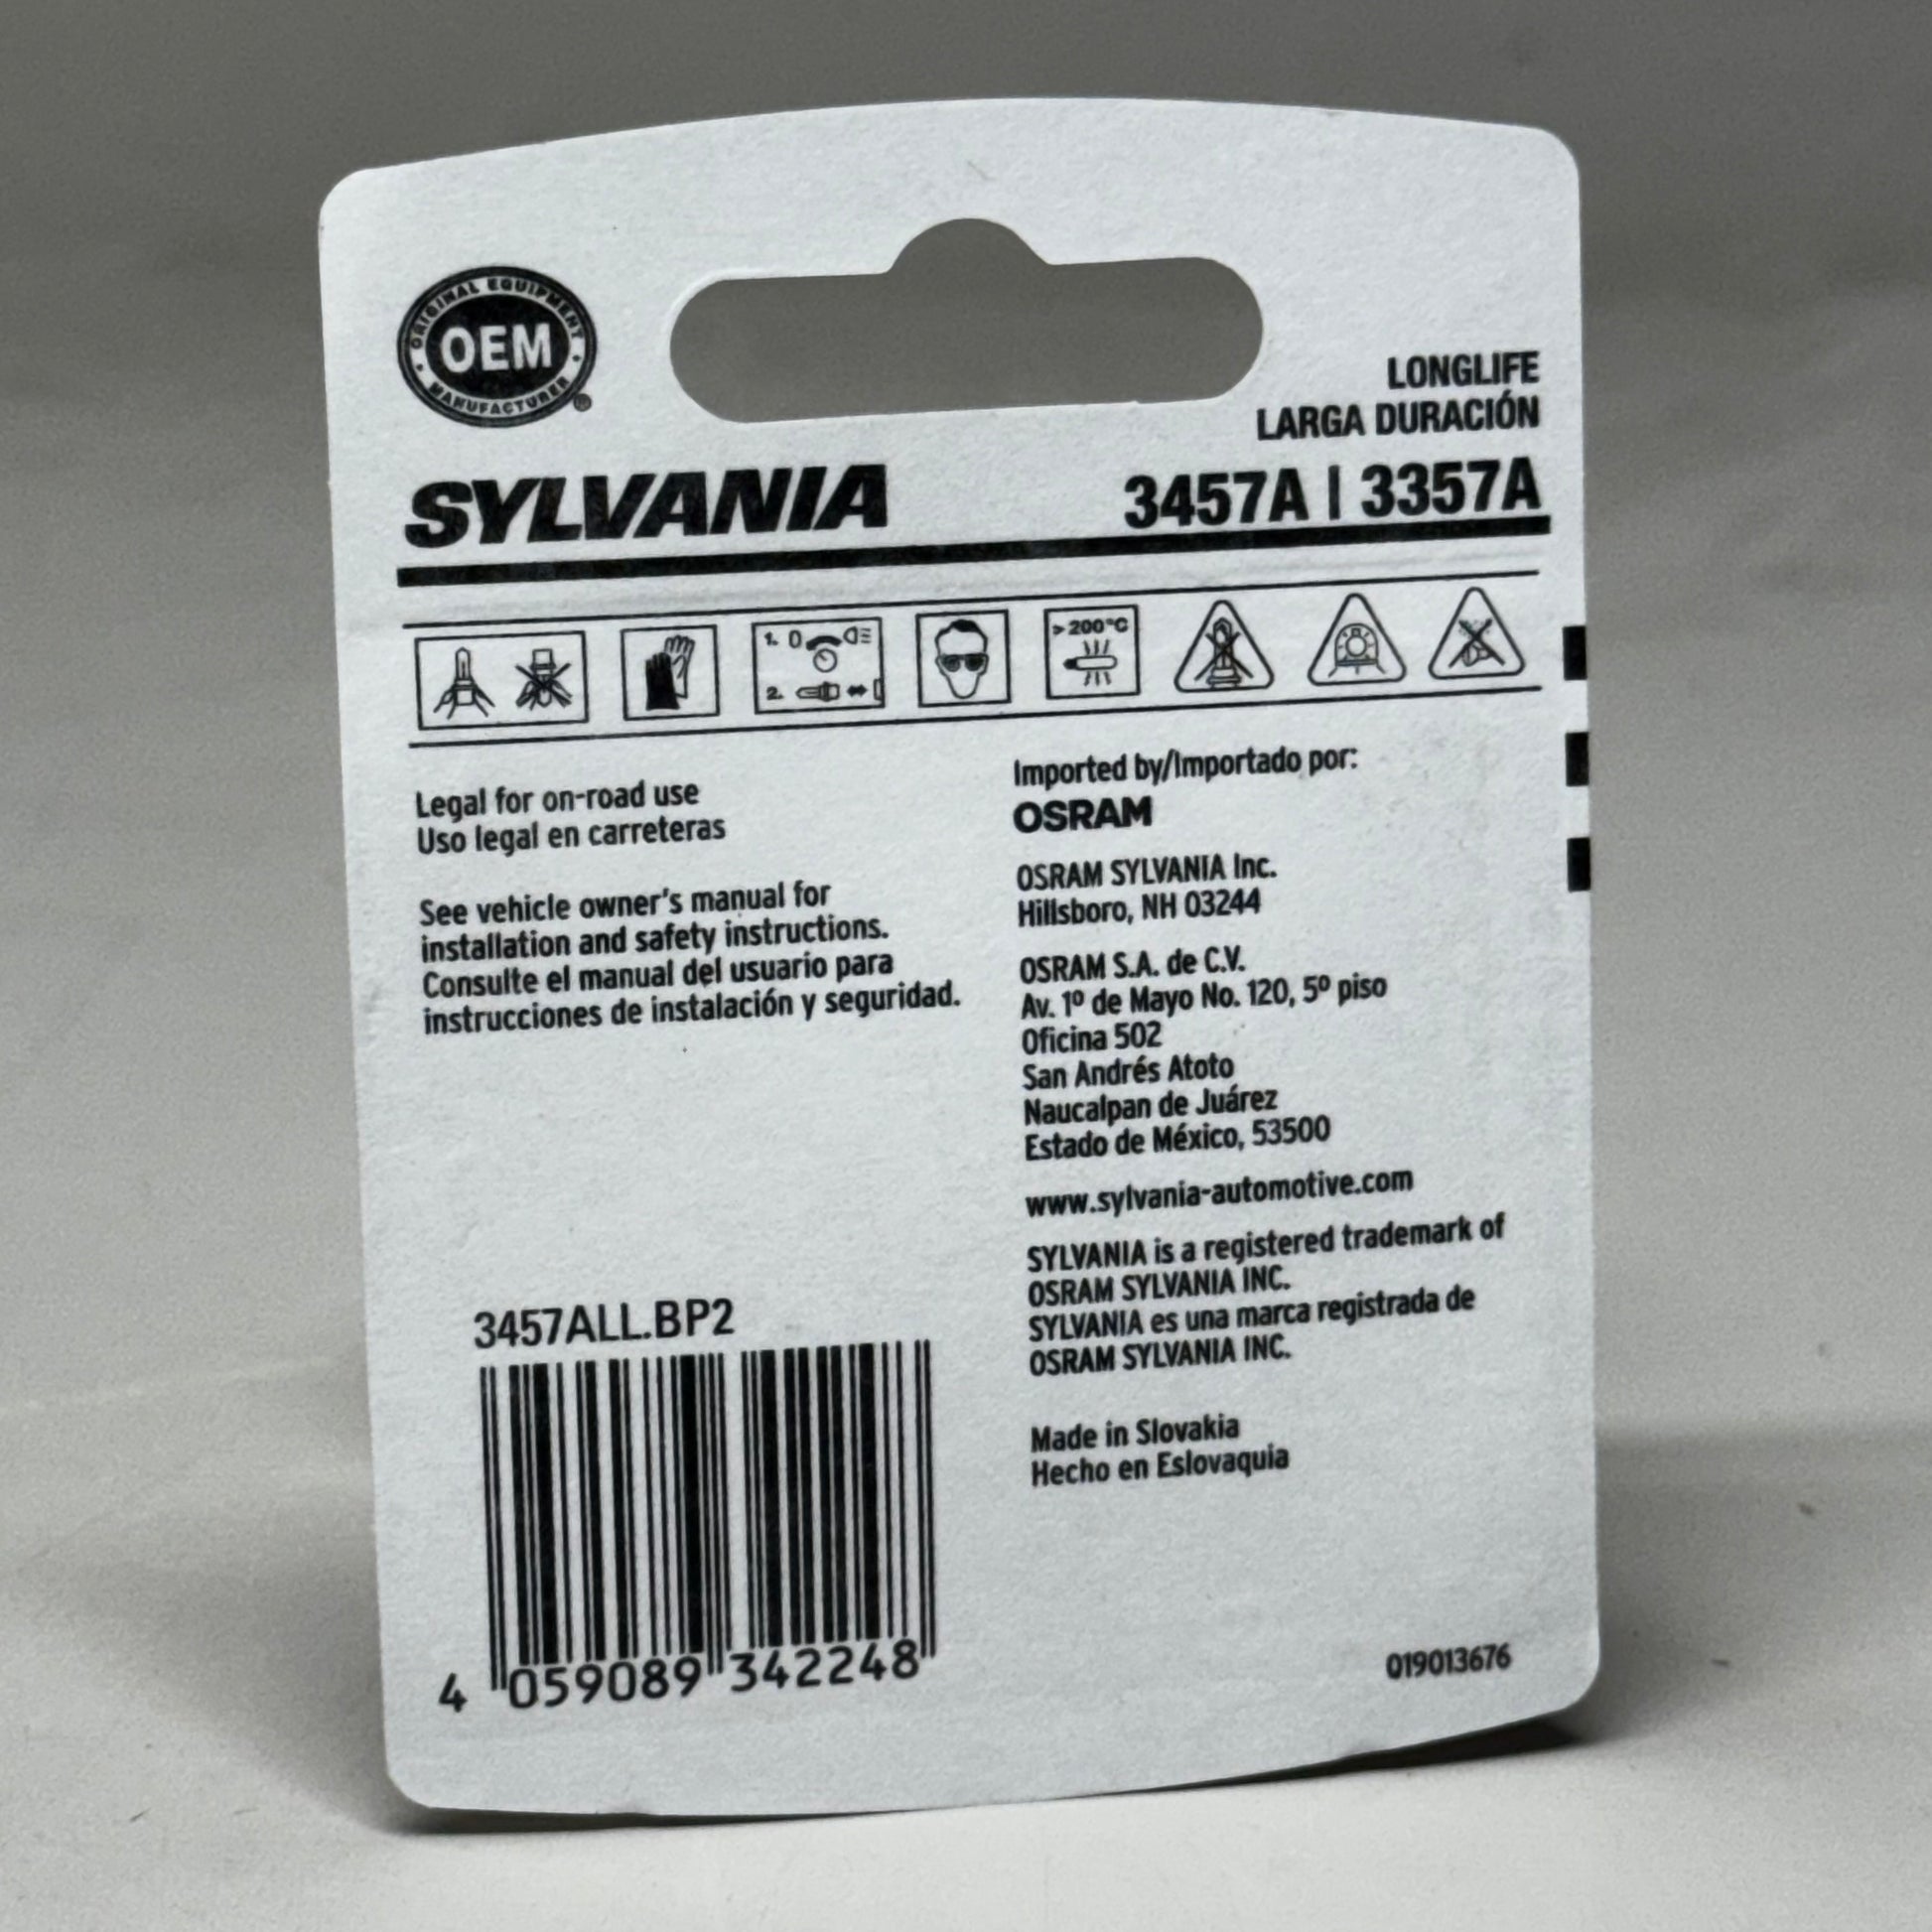 ORIGINAL EQUIPMENT
OEM
MANUFACTURER
®
LONGLIFE
LARGA DURACIÓN
SYLVANIA
3457A | 3357A
1. 0
2.
>200°C
Legal for on-road use
Uso legal en carreteras
See vehicle owner's manual for
installation and safety instructions.
Consulte el manual del usuario para
instrucciones de instalación y seguridad.
Imported by/Importado por:
OSRAM
OSRAM SYLVANIA Inc.
Hillsboro, NH 03244
OSRAM S.A. de C.V.
Av. 1º de Mayo No. 120, 5º piso
Oficina 502
San Andrés Atoto
Naucalpan de Juárez
Estado de México, 53500
www.sylvania-automotive.com
SYLVANIA is a registered trademark of
OSRAM SYLVANIA INC.
SYLVANIA es una marca registrada de
OSRAM SYLVANIA INC.
Made in Slovakia
Hecho en Eslovaquia
3457ALL.BP2
4 059089 342248
019013676